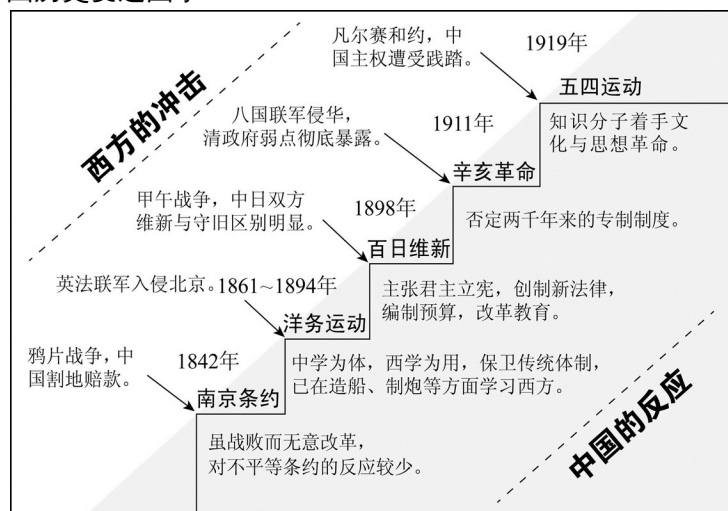 凡尔赛和约，中
国主权遭受践踏。
1919年
五四运动
知识分子着手文
化与思想革命。
西方的冲击
八国联军侵华，
清政府弱点彻底暴露。
1911年
辛亥革命
否定两千年来的专制制度。
甲午战争，中日双方
维新与守旧区别明显。
1898年
百日维新
主张君主立宪，创制新法律，
编制预算，改革教育。
英法联军入侵北京。
1861～1894年
洋务运动
中学为体，西学为用，保卫传统体制，
已在造船、制炮等方面学习西方。
鸦片战争，中
国割地赔款。
1842年
南京条约
虽战败而无意改革，
对不平等条约的反应较少。
中国的反应